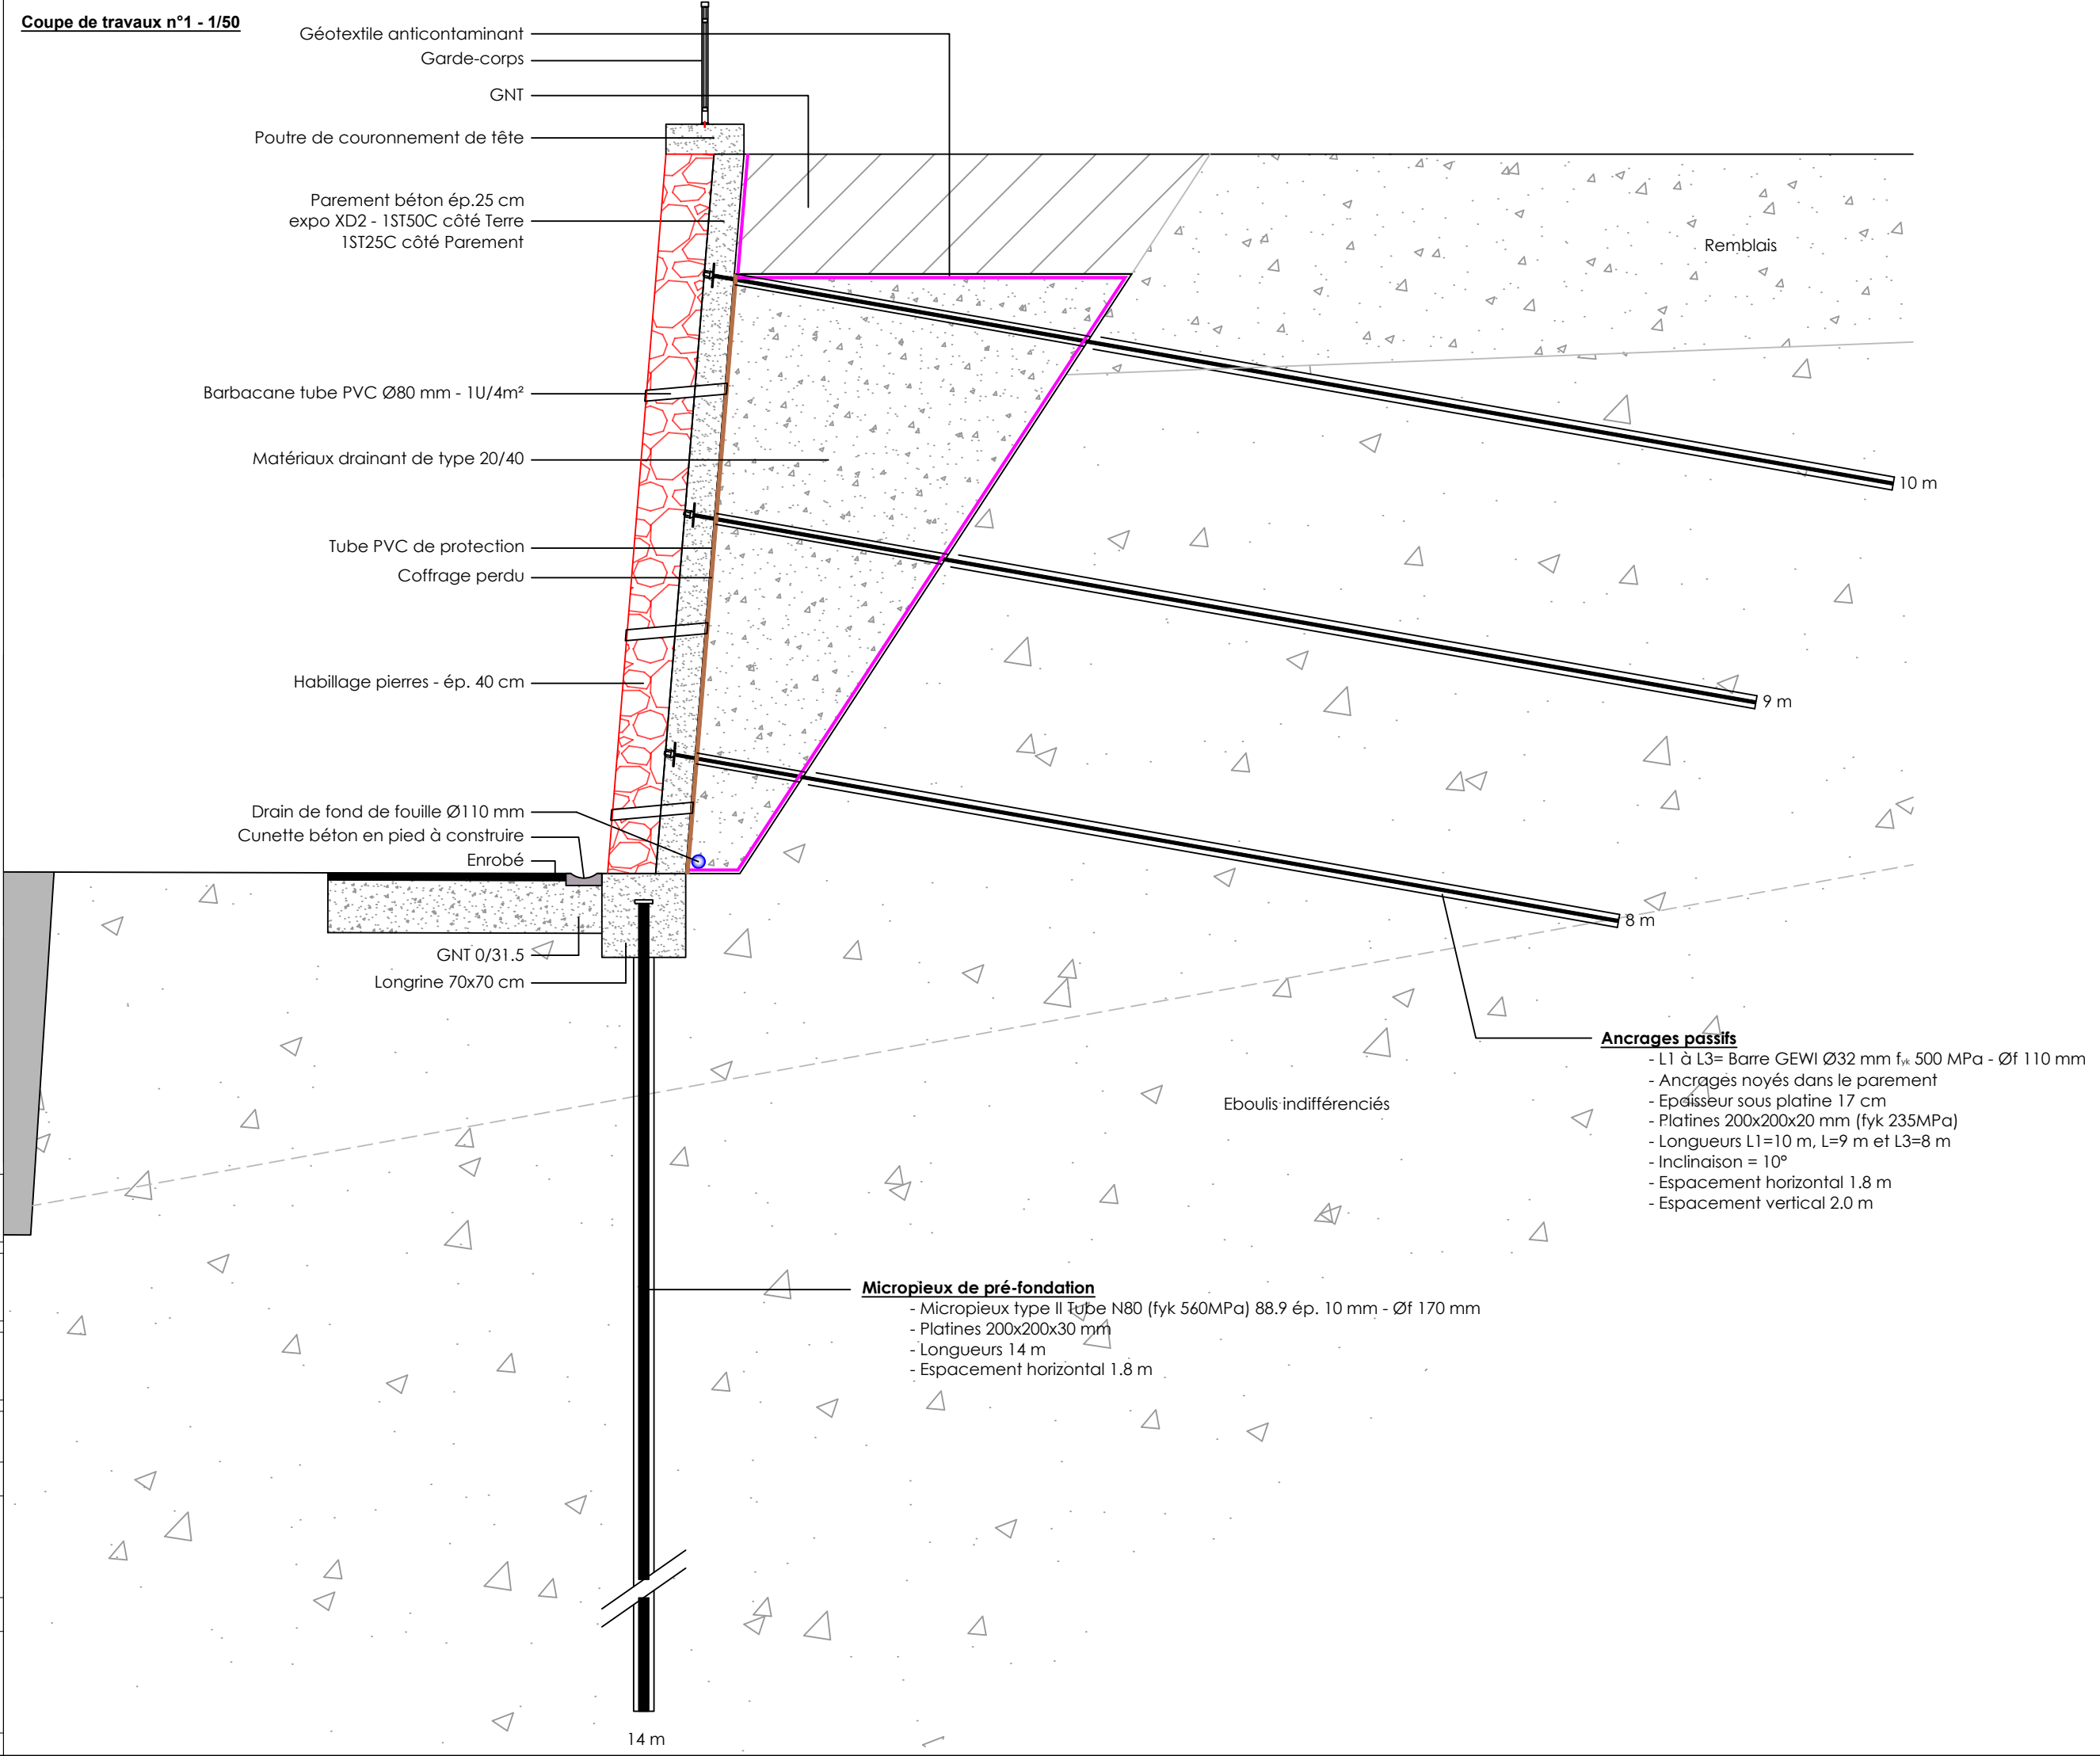 Coupe de travaux n°1 - 1/50
Géotextile anticontaminant
Garde-corps
GNT
Poutre de couronnement de tête
Parement béton ép.25 cm
expo XD2 - 1ST50C côté Terre
1ST25C côté Parement
Remblais
Barbacane tube PVC Ø80 mm - 1U/4m²
Matériaux drainant de type 20/40
10 m
Tube PVC de protection
Coffrage perdu
Habillage pierres - ép. 40 cm
9 m
Drain de fond de fouille Ø110 mm
Cunette béton en pied à construire
Enrobé
8 m
GNT 0/31.5
Longrine 70x70 cm
Ancrages passifs
- L1 à L3= Barre GEWI Ø32 mm fyk 500 MPa - Øf 110 mm
- Ancrages noyés dans le parement
- Epaisseur sous platine 17 cm
- Platines 200x200x20 mm (fyk 235MPa)
- Longueurs L1=10 m, L=9 m et L3=8 m
- Inclinaison = 10°
- Espacement horizontal 1.8 m
- Espacement vertical 2.0 m
Eboulis indifférenciés
Micropieux de pré-fondation
- Micropieux type II Tube N80 (fyk 560MPa) 88.9 ép. 10 mm - Øf 170 mm
- Platines 200x200x30 mm
- Longueurs 14 m
- Espacement horizontal 1.8 m
14 m